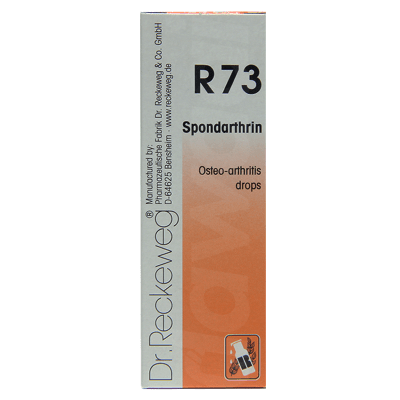 R73
Spondarthrin
Osteo-arthritis
drops
Dr. Reckeweg®
Manufactured by:
Pharmazeutische Fabrik Dr. Reckeweg & Co. GmbH
D-64625 Bensheim - www.reckeweg.de
R